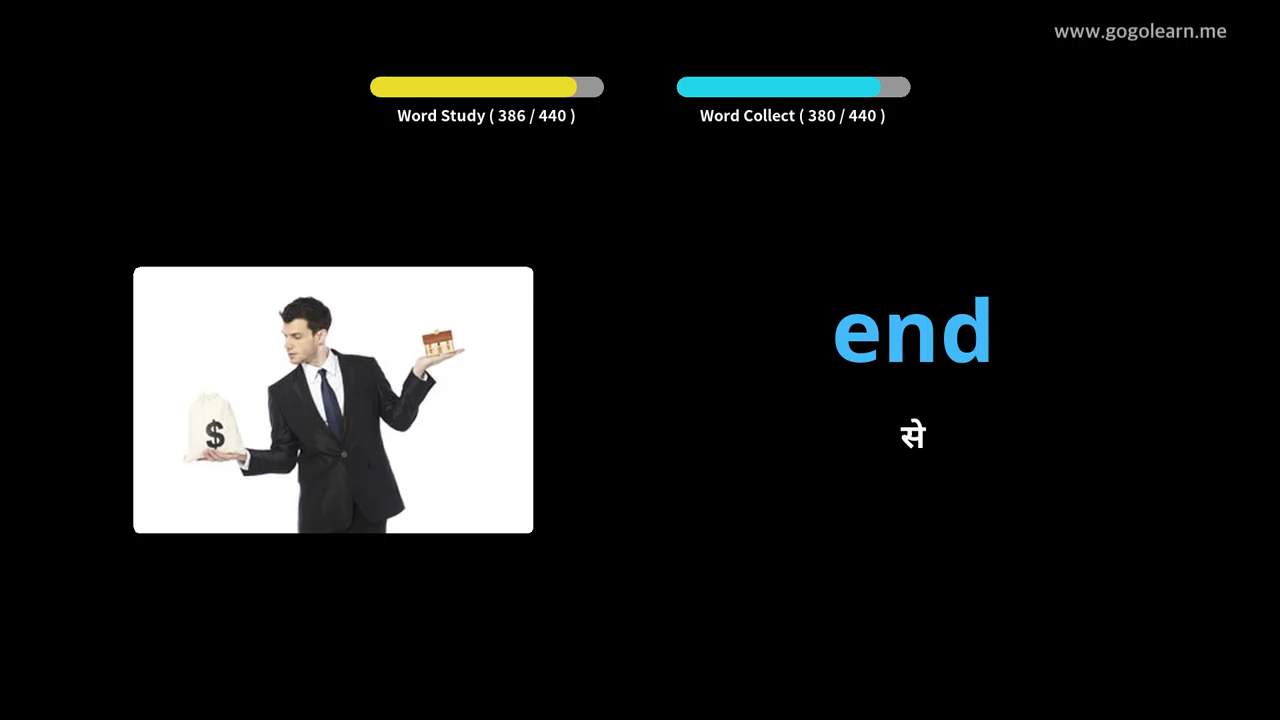 www.gogolearn.me
Word Study ( 386 / 440 )
Word Collect ( 380 / 440 )
$
end
से